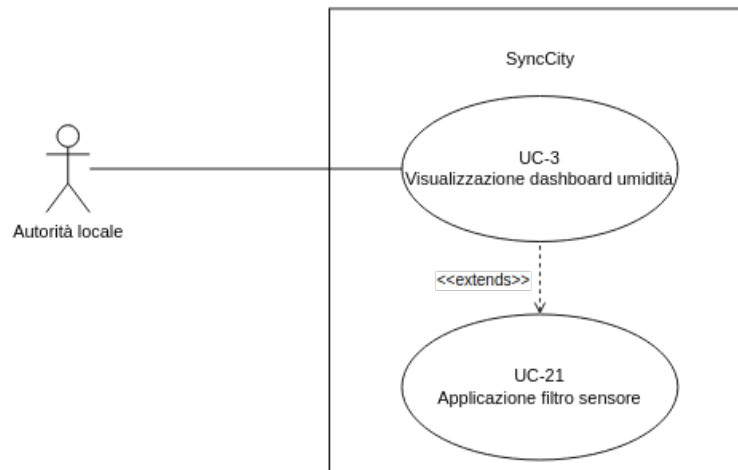 SyncCity
UC-3
Visualizzazione dashboard umidità
Autorità locale
<<extends>>
UC-21
Applicazione filtro sensore